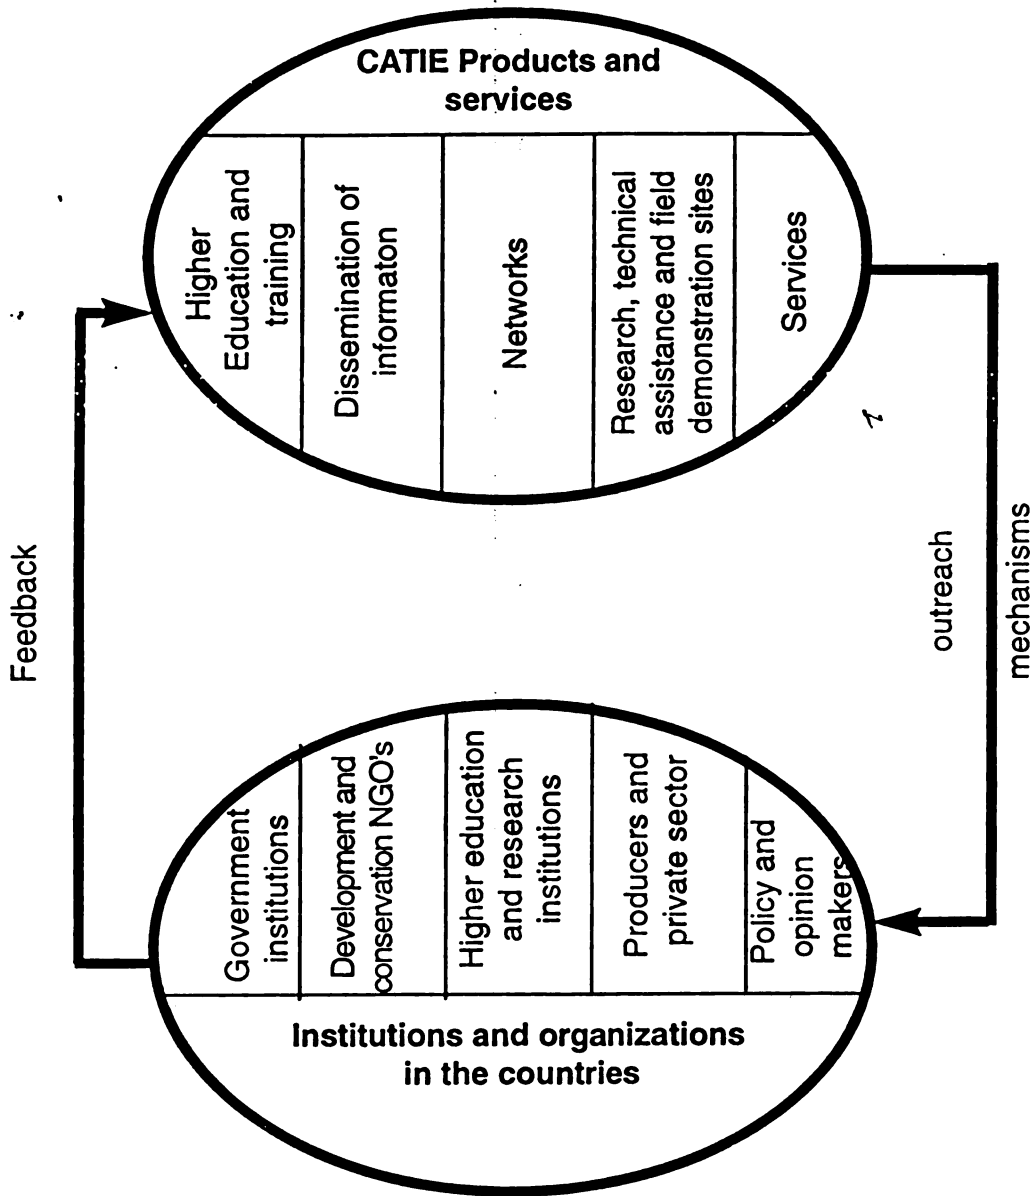 CATIE Products and
services
Higher
Education and
training
Dissemination of
informaton
Networks
Research, technical
assistance and field
demonstration sites
Services
Feedback
outreach
mechanisms
Government
institutions
Development and
conservation NGO's
Higher education
and research
institutions
Producers and
private sector
Policy and
opinion
makers
Institutions and organizations
in the countries